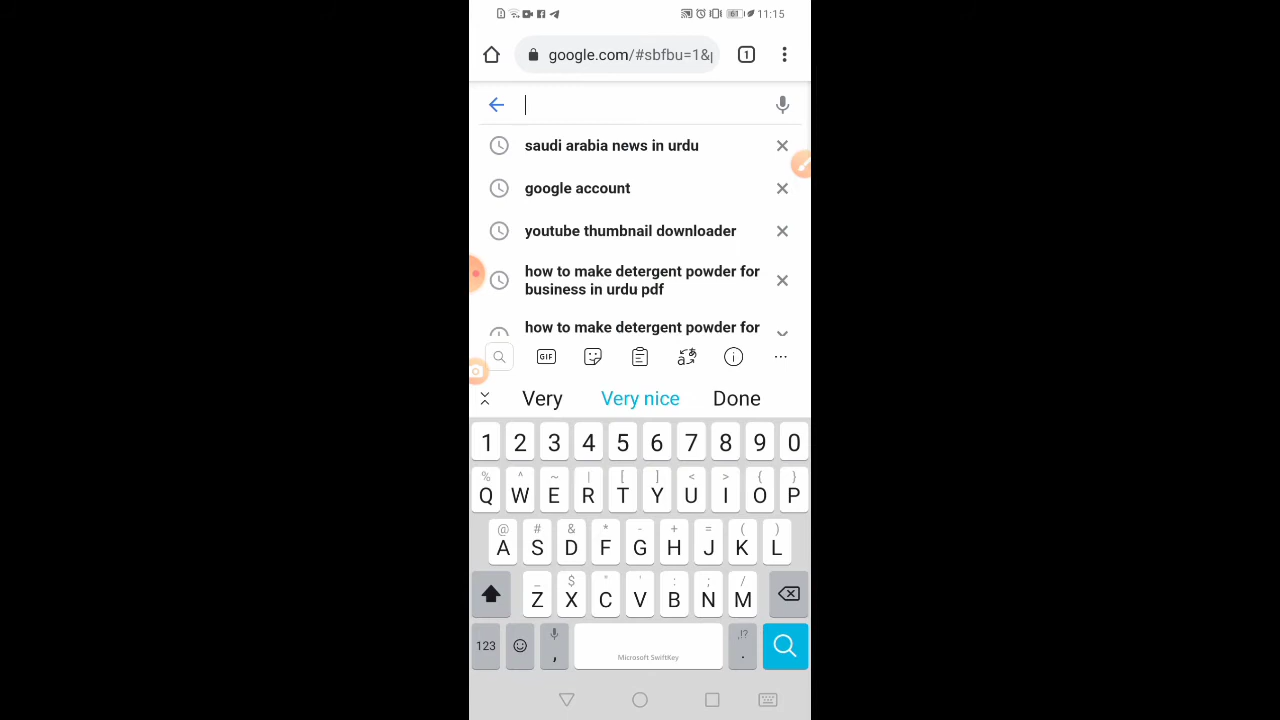 61 11:15
google.com/#sbfbu=1&p
1
saudi arabia news in urdu
google account
youtube thumbnail downloader
how to make detergent powder for
business in urdu pdf
how to make detergent powder for
GIF
Very Very nice Done
1 2 3 4 5 6 7 8 9 0
% ^ ~ | [ ] < > { }
Q W E R T Y U I O P
@ # & * - + = ( )
A S D F G H J K L
_ $ " ' : ; /
Z X C V B N M
123 , Microsoft SwiftKey ,!? .